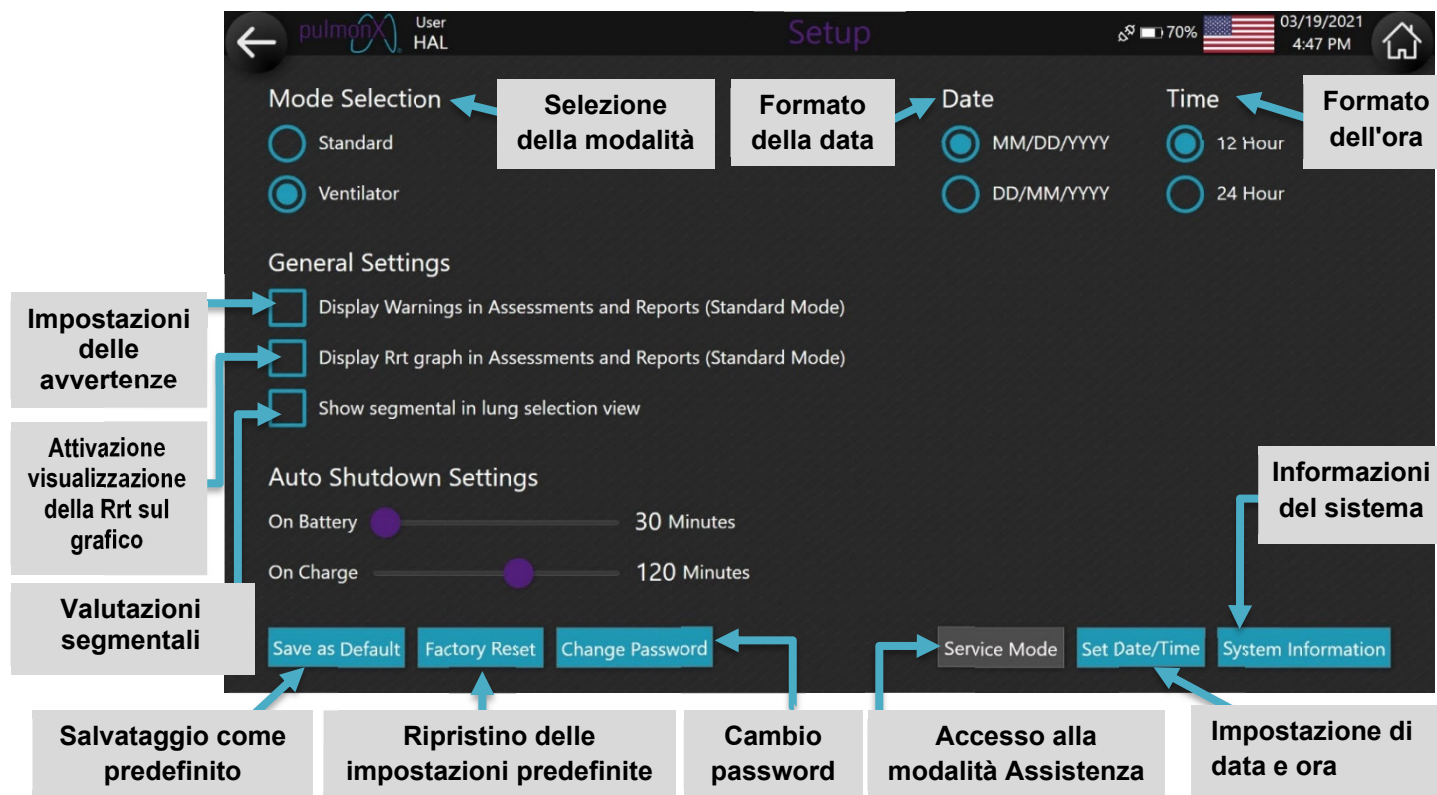 pulmonX
User
HAL
Setup
70%
03/19/2021
4:47 PM
Mode Selection
Selezione
della modalità
Formato
della data
Date
Time
Formato
dell'ora
Standard
MM/DD/YYYY
12 Hour
Ventilator
DD/MM/YYYY
24 Hour
General Settings
Impostazioni
delle
avvertenze
Display Warnings in Assessments and Reports (Standard Mode)
Display Rrt graph in Assessments and Reports (Standard Mode)
Show segmental in lung selection view
Attivazione
visualizzazione
della Rrt sul
grafico
Auto Shutdown Settings
On Battery
30 Minutes
On Charge
120 Minutes
Informazioni
del sistema
Valutazioni
segmentali
Save as Default
Factory Reset
Change Password
Service Mode
Set Date/Time
System Information
Salvataggio come
predefinito
Ripristino delle
impostazioni predefinite
Cambio
password
Accesso alla
modalità Assistenza
Impostazione di
data e ora